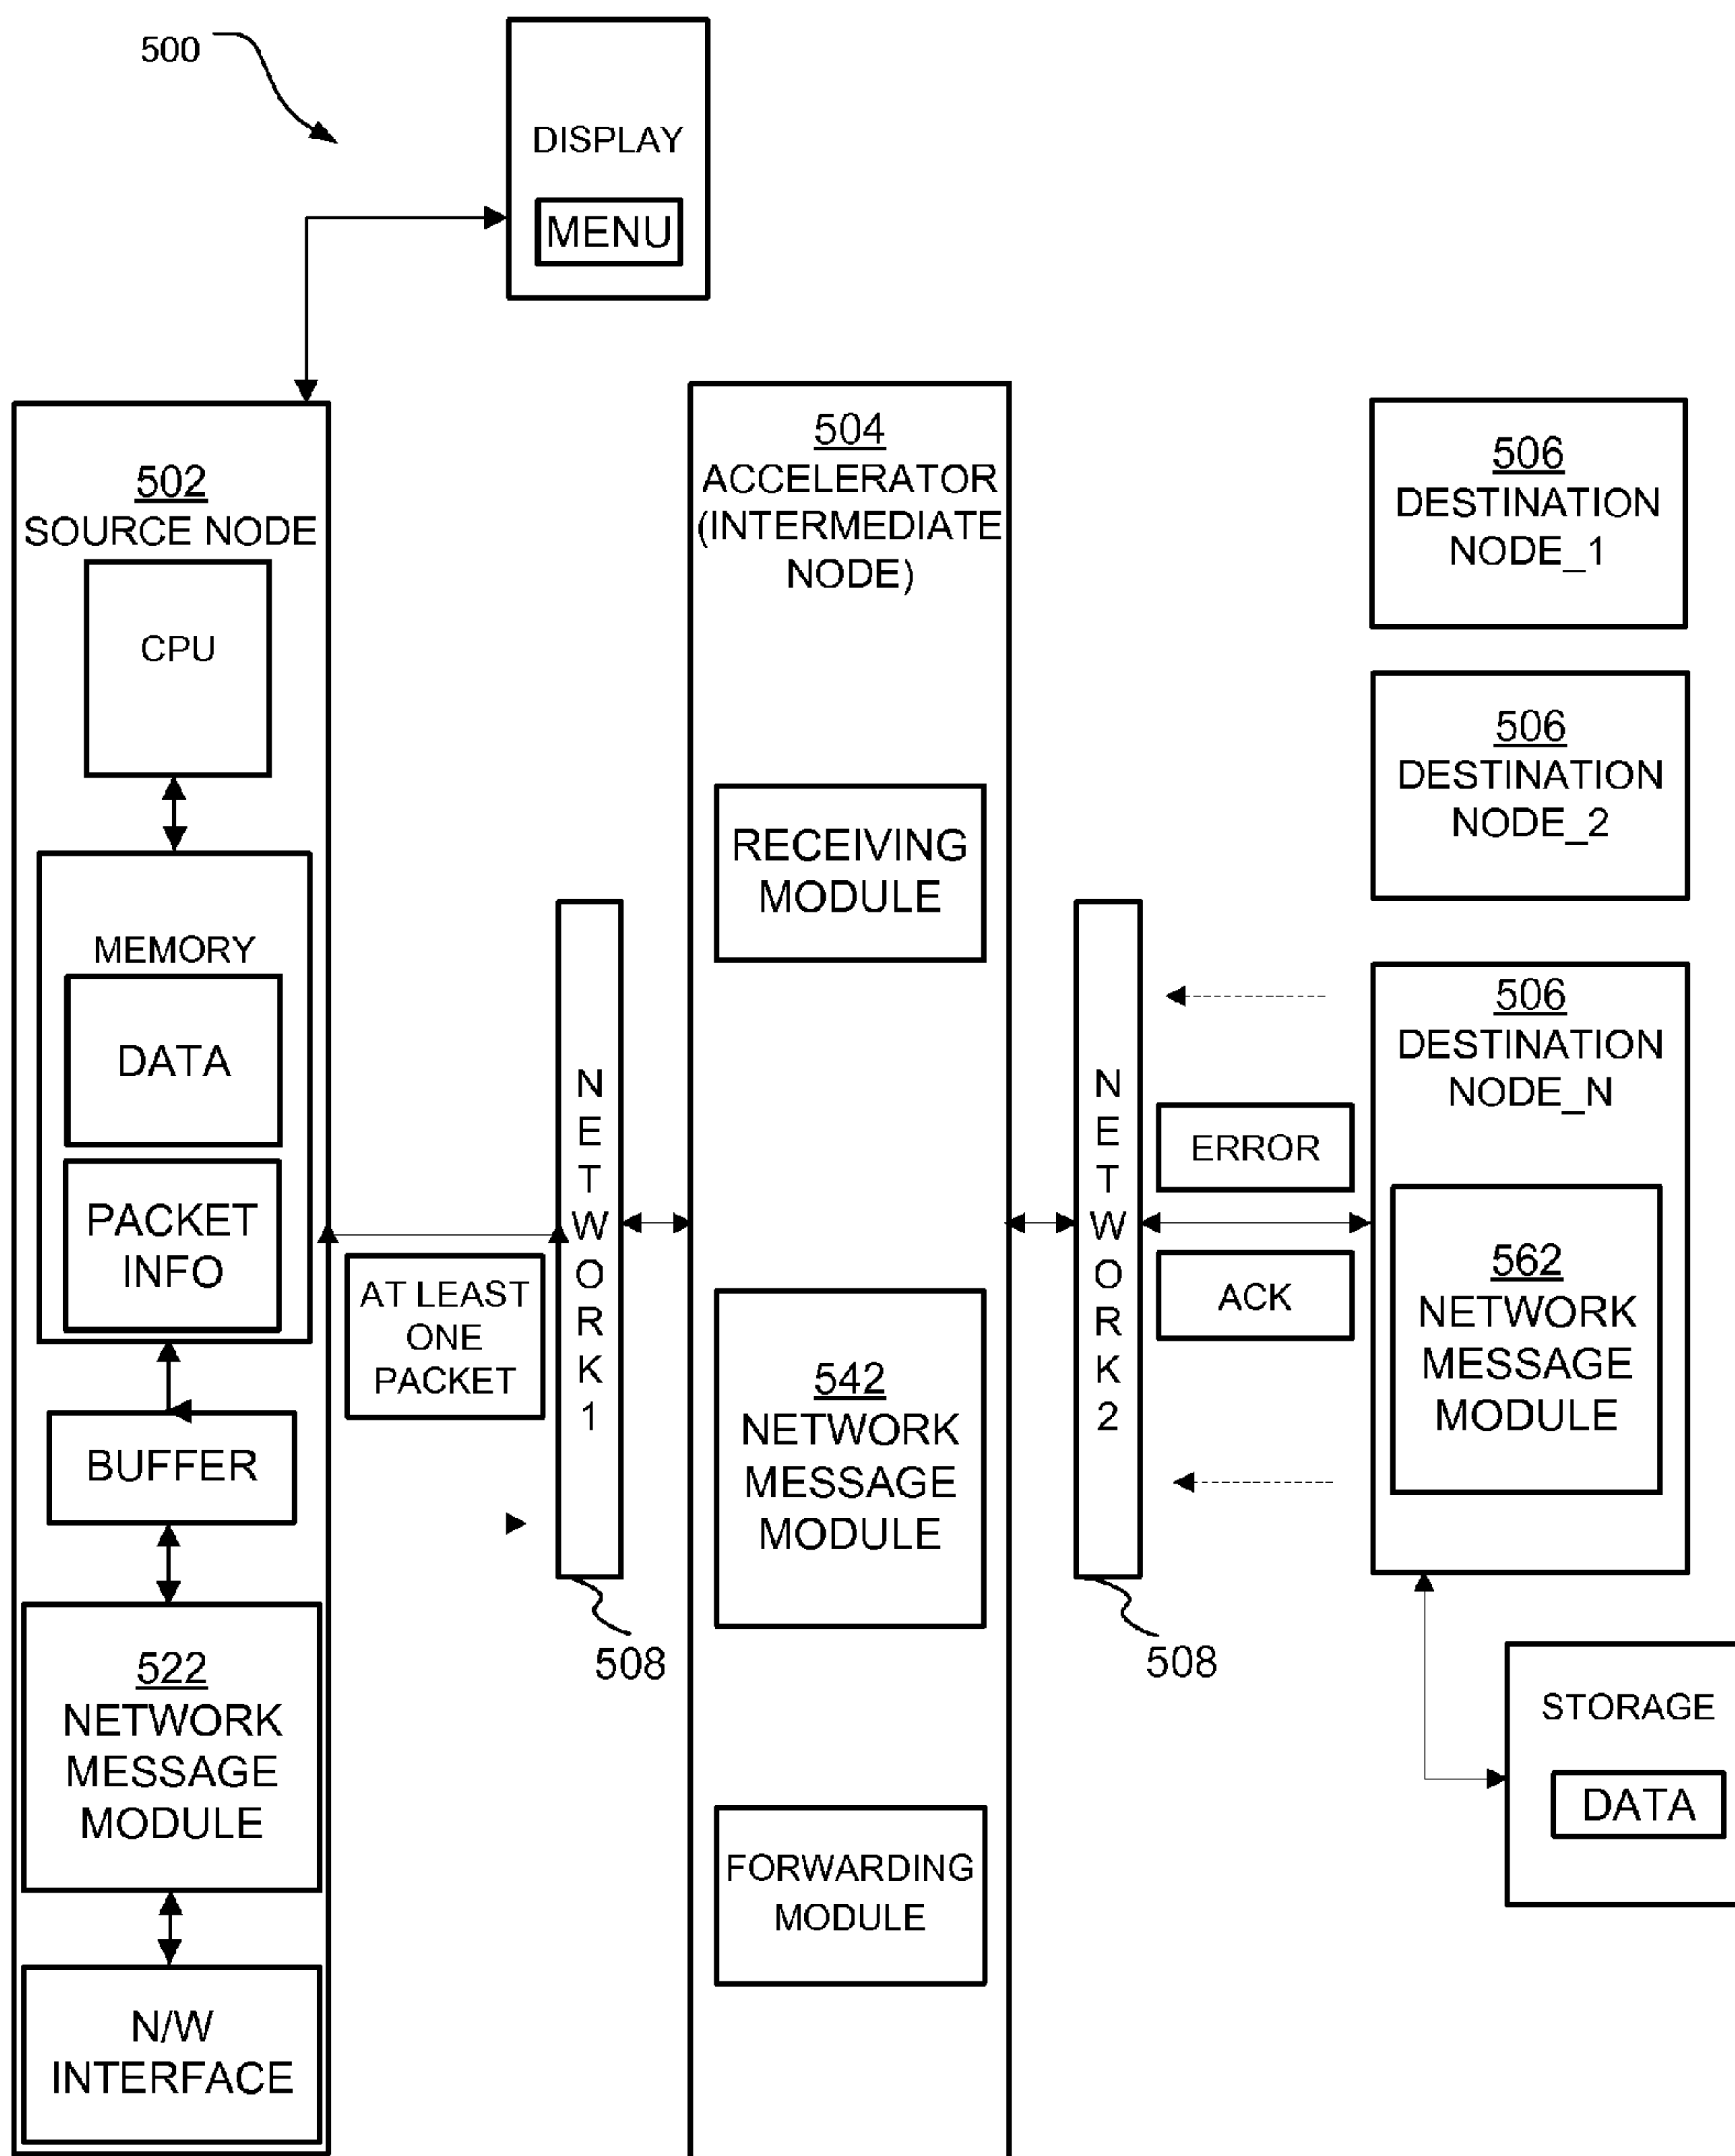 500
DISPLAY
MENU
502
SOURCE NODE
CPU
MEMORY
DATA
PACKET
INFO
BUFFER
522
NETWORK
MESSAGE
MODULE
N/W
INTERFACE
AT LEAST
ONE
PACKET
NETWORK1
508
504
ACCELERATOR
(INTERMEDIATE
NODE)
RECEIVING
MODULE
542
NETWORK
MESSAGE
MODULE
FORWARDING
MODULE
NETWORK2
508
ERROR
ACK
506
DESTINATION
NODE_1
506
DESTINATION
NODE_2
506
DESTINATION
NODE_N
562
NETWORK
MESSAGE
MODULE
STORAGE
DATA